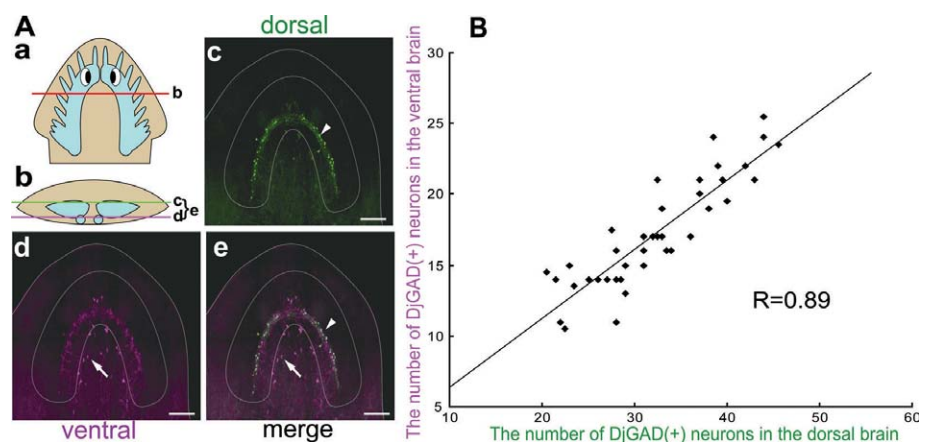 A
a
b
b
c
d
}e
dorsal
c
d
ventral
e
merge
B
The number of DjGAD(+) neurons in the ventral brain
30
25
20
15
10
5
R=0.89
10 20 30 40 50 60
The number of DjGAD(+) neurons in the dorsal brain